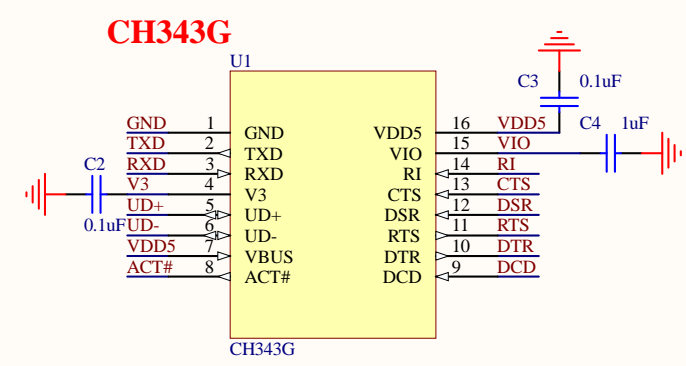 CH343G
U1
C3 0.1uF
GND 1 GND VDD5 16 VDD5 C4 1uF
TXD 2 TXD VIO 15 VIO
RXD 3 RXD RI 14 RI
C2 V3 4 V3 CTS 13 CTS
0.1uF UD+ 5 UD+ DSR 12 DSR
UD- 6 UD- RTS 11 RTS
VDD5 7 VBUS DTR 10 DTR
ACT# 8 ACT# DCD 9 DCD
CH343G